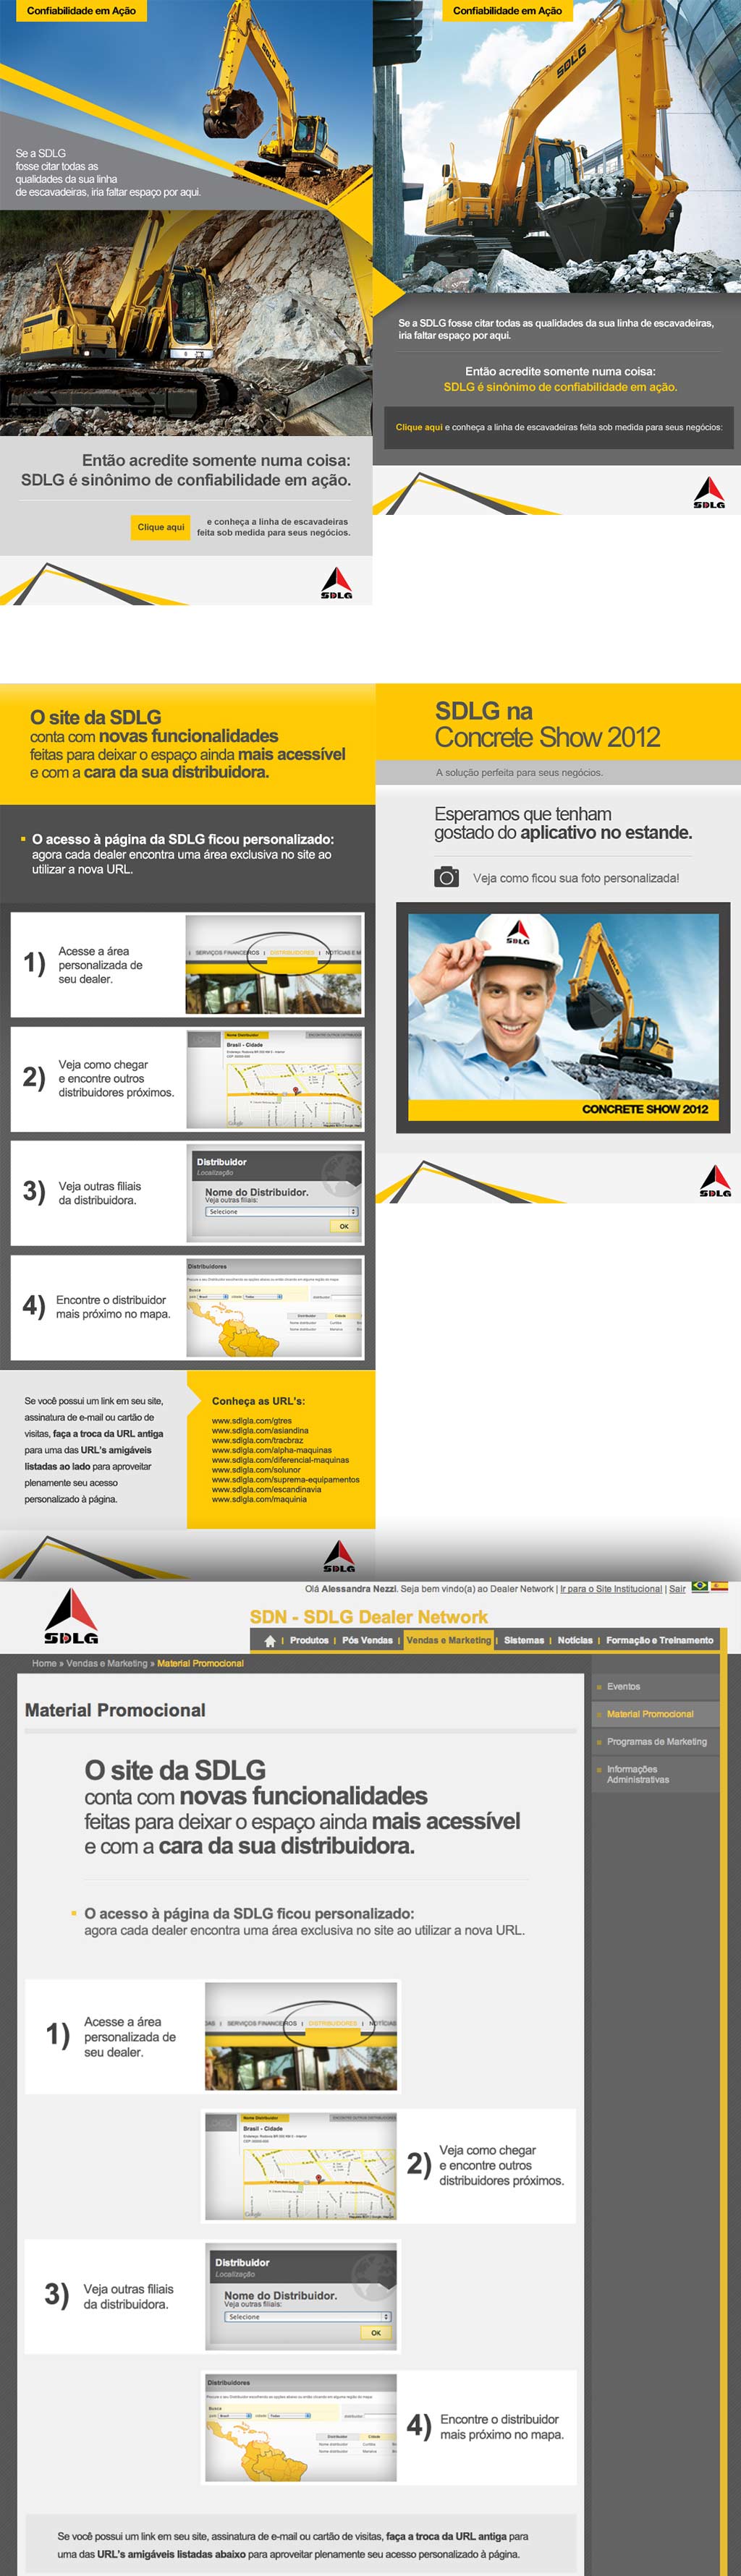 Confiabilidade em Ação
SDLG
Se a SDLG
fosse citar todas as
qualidades da sua linha
de escavadeiras, iria faltar espaço por aqui.
Então acredite somente numa coisa:
SDLG é sinônimo de confiabilidade em ação.
Clique aqui
e conheça a linha de escavadeiras
feita sob medida para seus negócios.
SDLG
Confiabilidade em Ação
SDLG
Se a SDLG fosse citar todas as qualidades da sua linha de escavadeiras,
iria faltar espaço por aqui.
Então acredite somente numa coisa:
SDLG é sinônimo de confiabilidade em ação.
Clique aqui e conheça a linha de escavadeiras feita sob medida para seus negócios:
SDLG
O site da SDLG
conta com novas funcionalidades
feitas para deixar o espaço ainda mais acessível
e com a cara da sua distribuidora.
O acesso à página da SDLG ficou personalizado:
agora cada dealer encontra uma área exclusiva no site ao
utilizar a nova URL.
1)
Acesse a área
personalizada de
seu dealer.
SERVIÇOS FINANCEIROS | DISTRIBUIDORES | NOTÍCIAS E M
2)
Veja como chegar
e encontre outros
distribuidores próximos.
Nome Distribuidor
Brasil - Cidade
Google
3)
Veja outras filiais
da distribuidora.
Distribuidor
Localização
Nome do Distribuidor.
Veja outras filiais:
Selecione
OK
4)
Encontre o distribuidor
mais próximo no mapa.
Distribuidores
Busca
Se você possui um link em seu site,
assinatura de e-mail ou cartão de
visitas, faça a troca da URL antiga
para uma das URL's amigáveis
listadas ao lado para aproveitar
plenamente seu acesso
personalizado à página.
Conheça as URL's:
www.sdlgla.com/gtres
www.sdlgla.com/asiandina
www.sdlgla.com/tracbraz
www.sdlgla.com/alpha-maquinas
www.sdlgla.com/diferencial-maquinas
www.sdlgla.com/solunor
www.sdlgla.com/suprema-equipamentos
www.sdlgla.com/escandinavia
www.sdlgla.com/maquinia
SDLG
SDLG na
Concrete Show 2012
A solução perfeita para seus negócios.
Esperamos que tenham
gostado do aplicativo no estande.
Veja como ficou sua foto personalizada!
SDLG
CONCRETE SHOW 2012
SDLG
Olá Alessandra Nezzi. Seja bem vindo(a) ao Dealer Network | Ir para o Site Institucional | Sair
SDLG
SDN - SDLG Dealer Network
Produtos | Pós Vendas | Vendas e Marketing | Sistemas | Notícias | Formação e Treinamento
Home » Vendas e Marketing » Material Promocional
Eventos
Material Promocional
Programas de Marketing
Informações
Administrativas
Material Promocional
O site da SDLG
conta com novas funcionalidades
feitas para deixar o espaço ainda mais acessível
e com a cara da sua distribuidora.
O acesso à página da SDLG ficou personalizado:
agora cada dealer encontra uma área exclusiva no site ao utilizar a nova URL.
1)
Acesse a área
personalizada de
seu dealer.
SERVIÇOS FINANCEIROS | DISTRIBUIDORES | NOTÍCIAS
2)
Veja como chegar
e encontre outros
distribuidores próximos.
Nome Distribuidor
Brasil - Cidade
Google
3)
Veja outras filiais
da distribuidora.
Distribuidor
Localização
Nome do Distribuidor.
Veja outras filiais:
Selecione
OK
4)
Encontre o distribuidor
mais próximo no mapa.
Distribuidores
Busca
Se você possui um link em seu site, assinatura de e-mail ou cartão de visitas, faça a troca da URL antiga para
uma das URL's amigáveis listadas abaixo para aproveitar plenamente seu acesso personalizado à página.